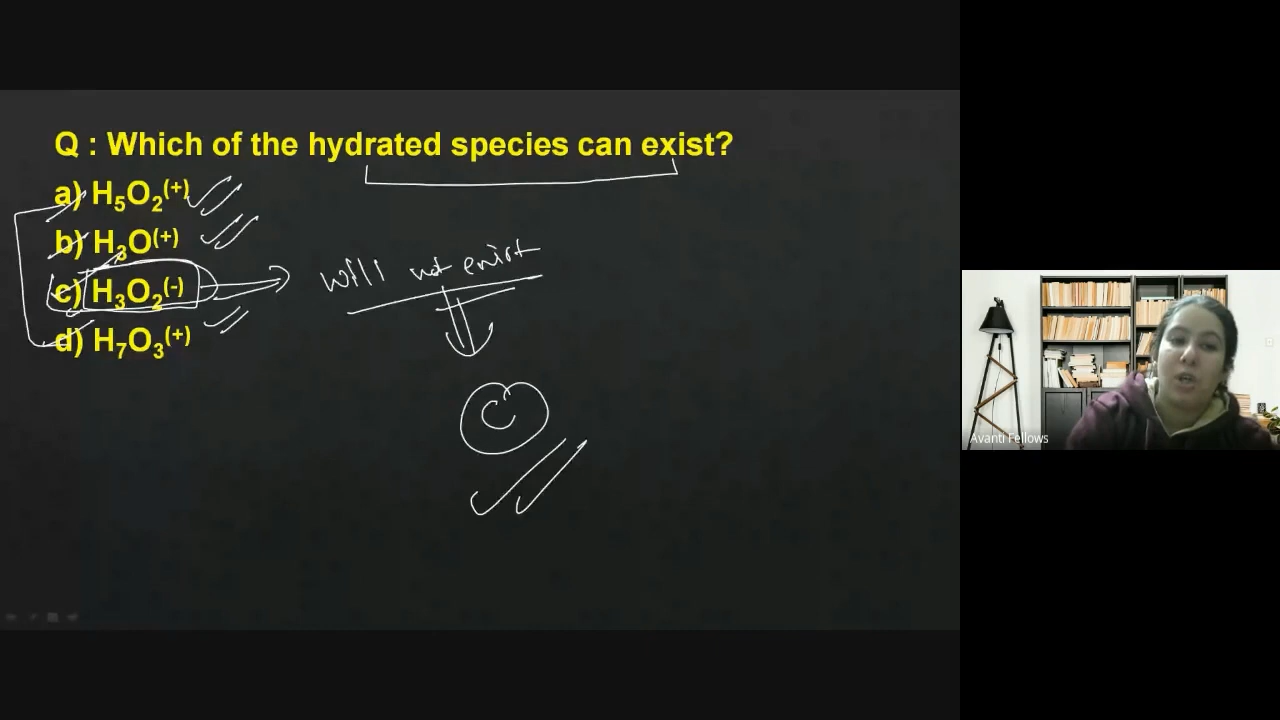 Q : Which of the hydrated species can exist?
a) H₅O₂⁽⁺⁾
b) H₃O⁽⁺⁾
c) H₃O₂⁽⁻⁾
will not exist
d) H₇O₃⁽⁺⁾
C
Avanti Fellows